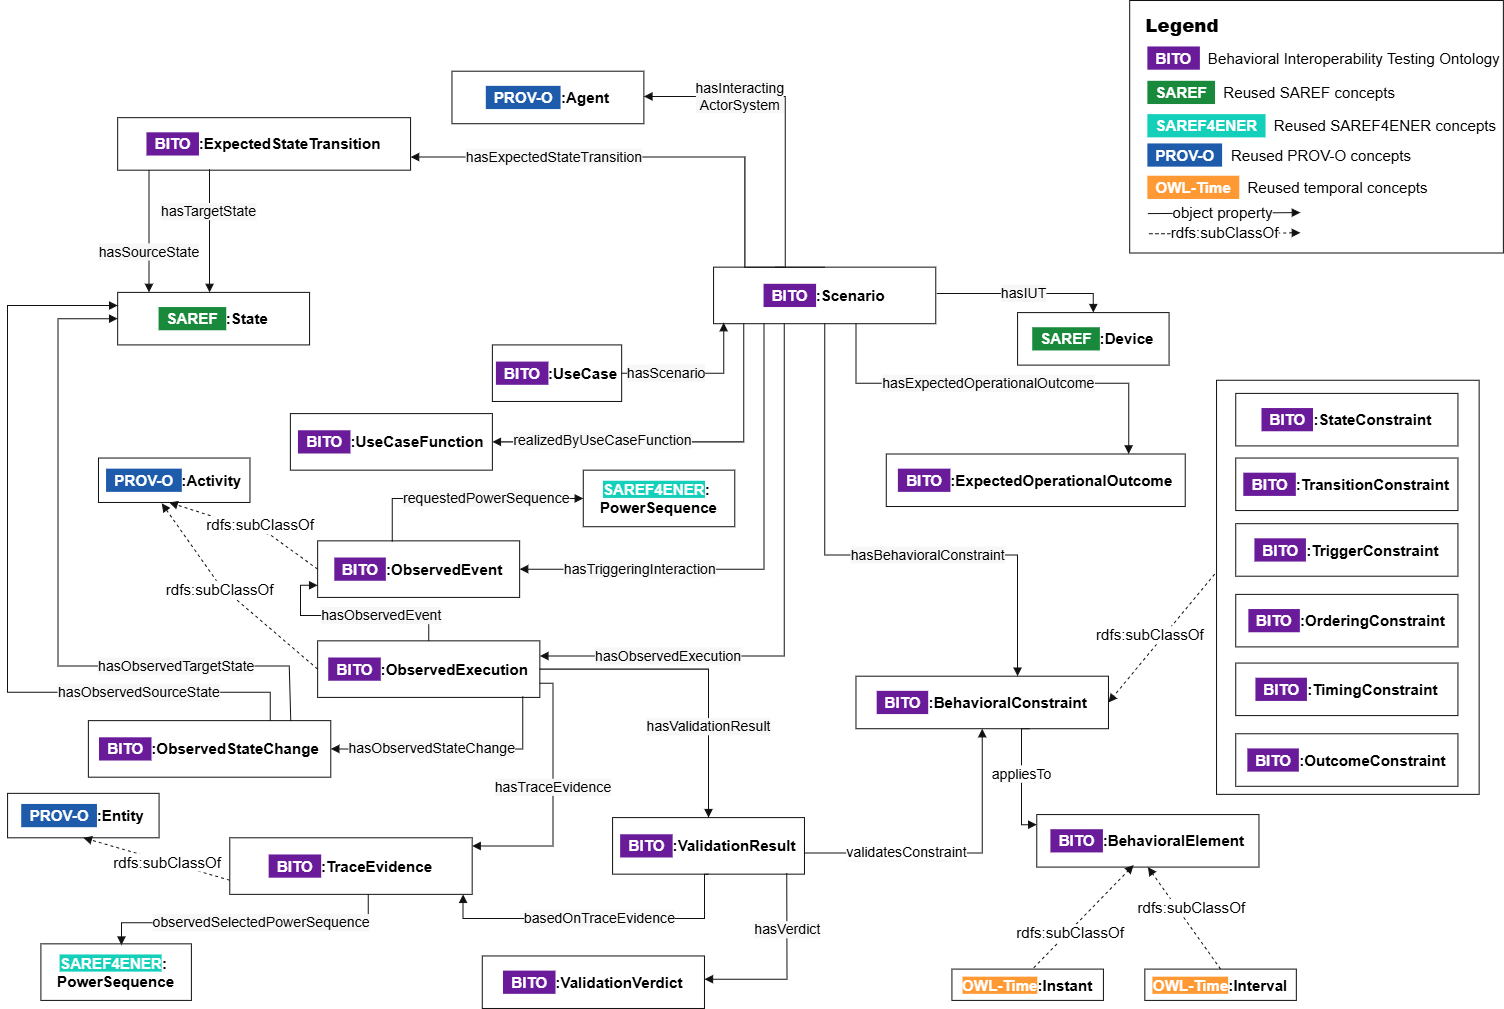 Legend
BITO Behavioral Interoperability Testing Ontology
SAREF Reused SAREF concepts
SAREF4ENER Reused SAREF4ENER concepts
PROV-O Reused PROV-O concepts
OWL-Time Reused temporal concepts
object property
rdfs:subClassOf
PROV-O:Agent
hasInteracting
ActorSystem
BITO:ExpectedStateTransition
hasExpectedStateTransition
hasTargetState
hasSourceState
SAREF:State
BITO:Scenario
hasIUT
SAREF:Device
BITO:UseCase
hasScenario
hasExpectedOperationalOutcome
BITO:UseCaseFunction
realizedByUseCaseFunction
BITO:StateConstraint
BITO:TransitionConstraint
BITO:TriggerConstraint
BITO:OrderingConstraint
BITO:TimingConstraint
BITO:OutcomeConstraint
PROV-O:Activity
BITO:ExpectedOperationalOutcome
requestedPowerSequence
SAREF4ENER:
PowerSequence
rdfs:subClassOf
BITO:ObservedEvent
hasTriggeringInteraction
hasBehavioralConstraint
rdfs:subClassOf
hasObservedEvent
rdfs:subClassOf
BITO:ObservedExecution
hasObservedExecution
hasObservedTargetState
hasObservedSourceState
BITO:BehavioralConstraint
hasValidationResult
BITO:ObservedStateChange
hasObservedStateChange
appliesTo
hasTraceEvidence
PROV-O:Entity
rdfs:subClassOf
BITO:TraceEvidence
BITO:ValidationResult
validatesConstraint
BITO:BehavioralElement
observedSelectedPowerSequence
basedOnTraceEvidence
hasVerdict
rdfs:subClassOf
rdfs:subClassOf
SAREF4ENER:
PowerSequence
BITO:ValidationVerdict
OWL-Time:Instant
OWL-Time:Interval